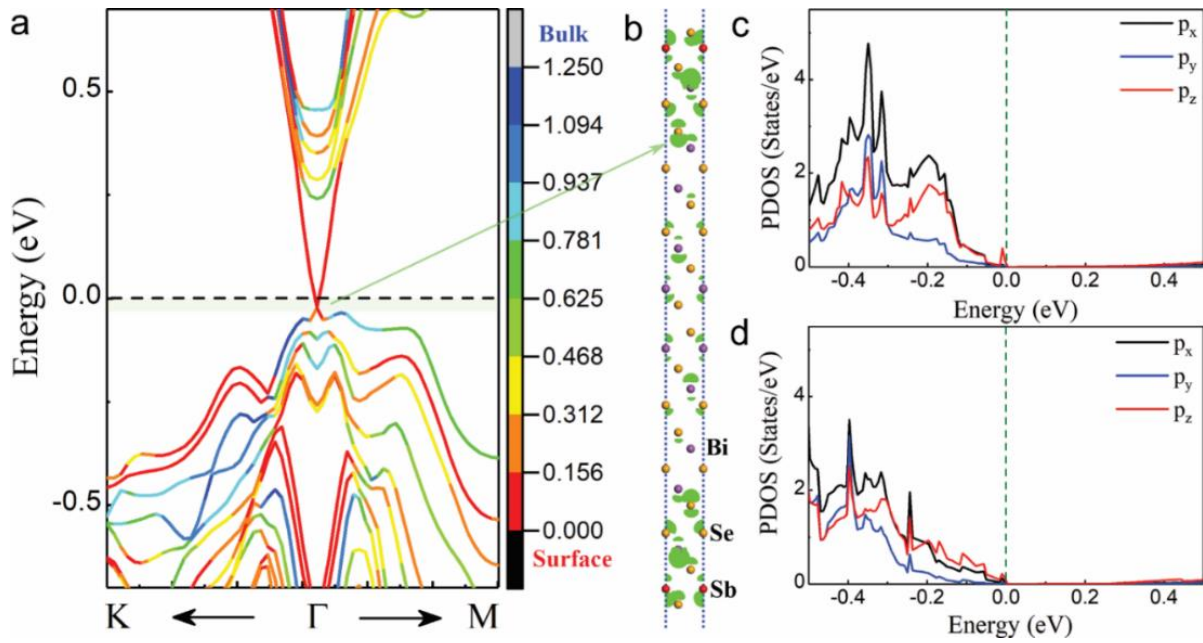 a
Energy (eV)
0.5
0.0
-0.5
K
Γ
M
Bulk
1.250
1.094
0.937
0.781
0.625
0.468
0.312
0.156
0.000
Surface
b
Bi
Se
Sb
c
PDOS (States/eV)
4
2
0
-0.4
-0.2
0.0
0.2
0.4
Energy (eV)
px
py
pz
d
PDOS (States/eV)
4
2
0
-0.4
-0.2
0.0
0.2
0.4
Energy (eV)
px
py
pz